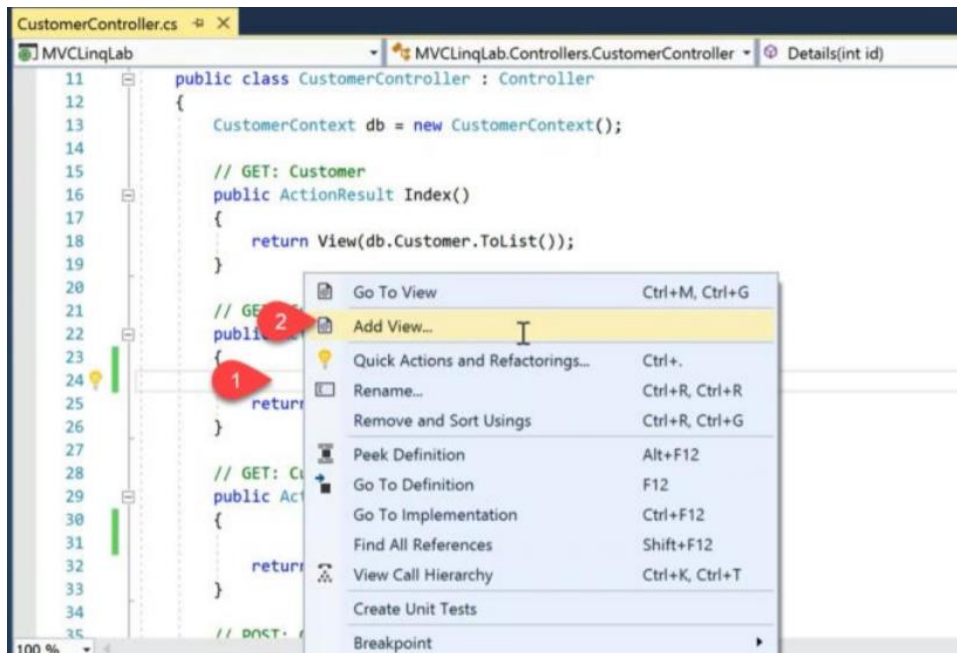 CustomerController.cs
MVCLinqLab MVCLinqLab.Controllers.CustomerController Details(int id)
11 public class CustomerController : Controller
12 {
13 CustomerContext db = new CustomerContext();
14
15 // GET: Customer
16 public ActionResult Index()
17 {
18 return View(db.Customer.ToList());
19 }
20
Go To View Ctrl+M, Ctrl+G
21 // GE
2 Add View...
22 publi
23 {
Quick Actions and Refactorings... Ctrl+.
24 1
Rename... Ctrl+R, Ctrl+R
25 retur
Remove and Sort Usings Ctrl+R, Ctrl+G
26 }
27
Peek Definition Alt+F12
28 // GET: Cu
Go To Definition F12
29 public Act
30 {
Go To Implementation Ctrl+F12
31
Find All References Shift+F12
32 retur
View Call Hierarchy Ctrl+K, Ctrl+T
33 }
34
Create Unit Tests
35 // POST:
100 %
Breakpoint